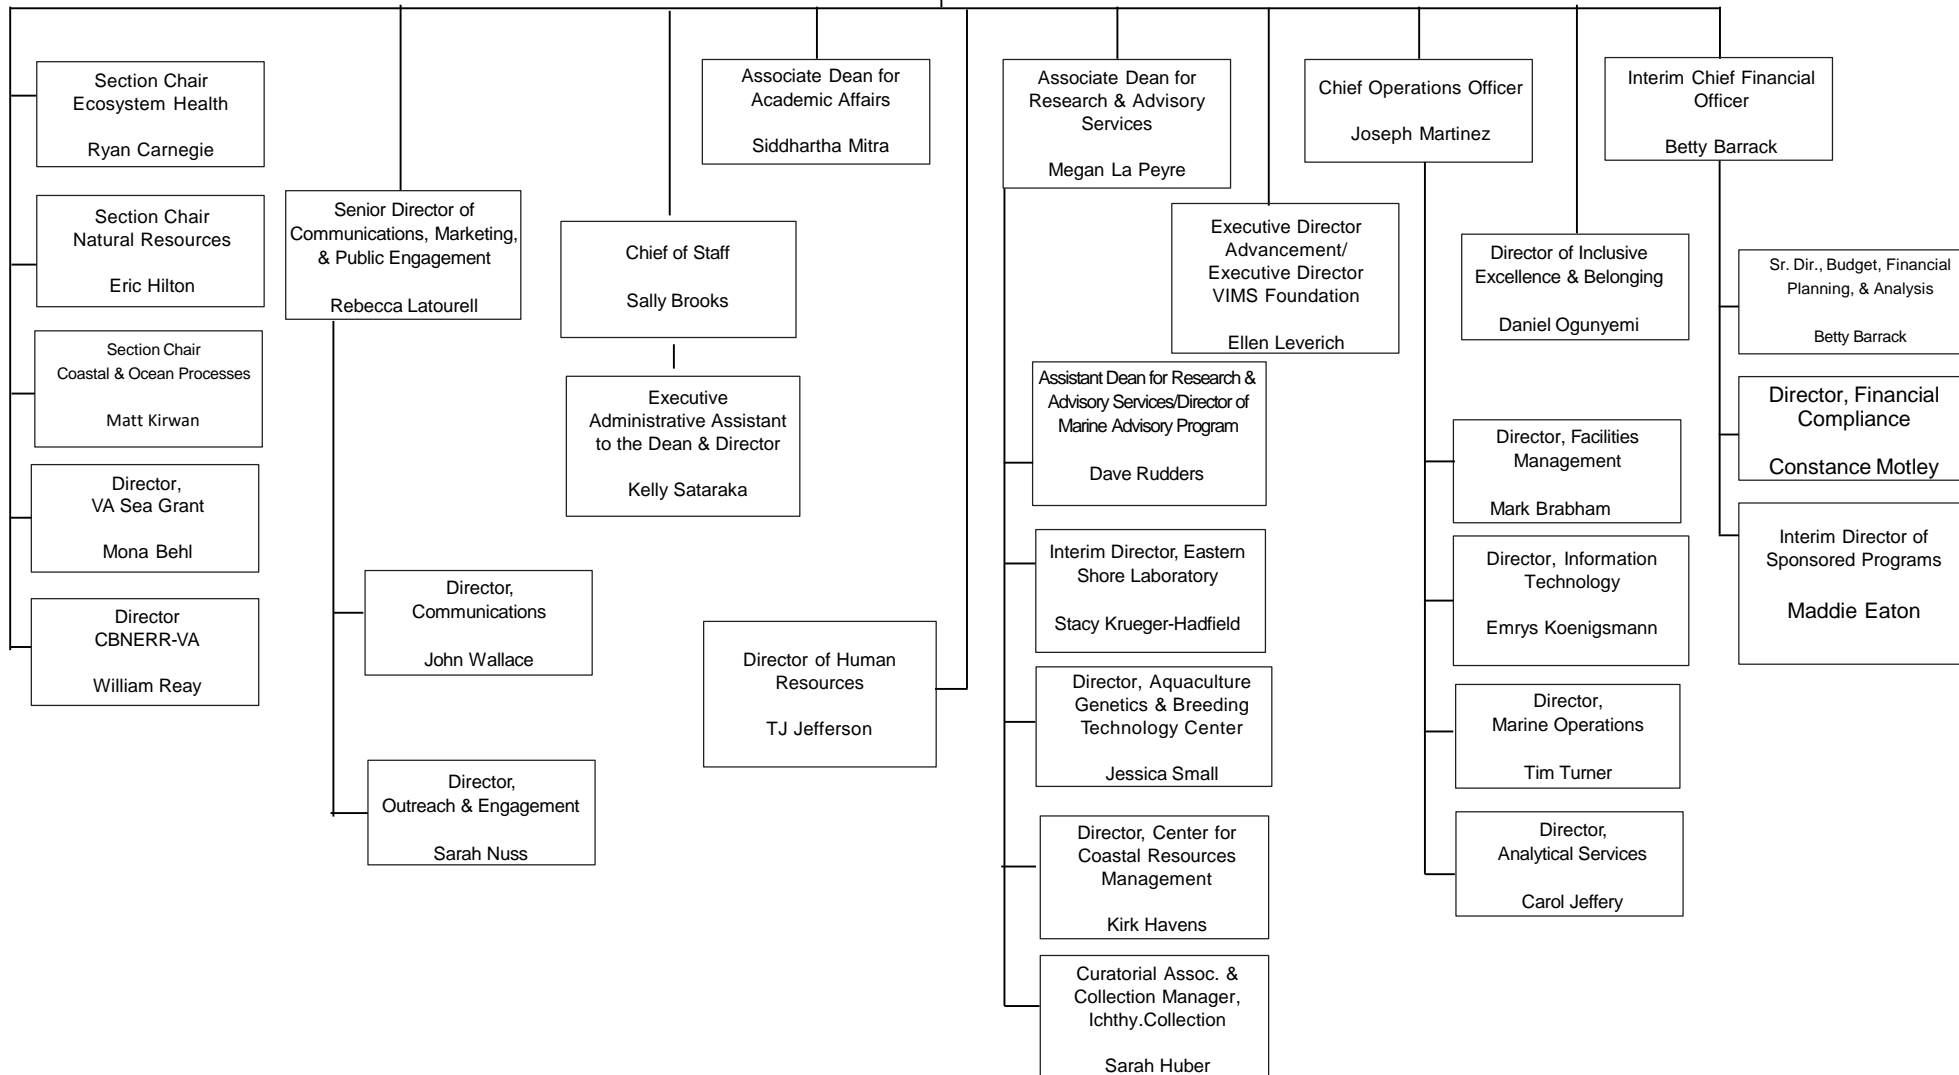 Section Chair
Ecosystem Health
Ryan Carnegie
Section Chair
Natural Resources
Eric Hilton
Section Chair
Coastal & Ocean Processes
Matt Kirwan
Director,
VA Sea Grant
Mona Behl
Director
CBNERR-VA
William Reay
Senior Director of
Communications, Marketing,
& Public Engagement
Rebecca Latourell
Director,
Communications
John Wallace
Director,
Outreach & Engagement
Sarah Nuss
Chief of Staff
Sally Brooks
Executive
Administrative Assistant
to the Dean & Director
Kelly Sataraka
Associate Dean for
Academic Affairs
Siddhartha Mitra
Director of Human
Resources
TJ Jefferson
Associate Dean for
Research & Advisory
Services
Megan La Peyre
Assistant Dean for Research &
Advisory Services/Director of
Marine Advisory Program
Dave Rudders
Interim Director, Eastern
Shore Laboratory
Stacy Krueger-Hadfield
Director, Aquaculture
Genetics & Breeding
Technology Center
Jessica Small
Director, Center for
Coastal Resources
Management
Kirk Havens
Curatorial Assoc. &
Collection Manager,
Ichthy.Collection
Sarah Huber
Executive Director
Advancement/
Executive Director
VIMS Foundation
Ellen Leverich
Chief Operations Officer
Joseph Martinez
Director, Facilities
Management
Mark Brabham
Director, Information
Technology
Emrys Koenigsmann
Director,
Marine Operations
Tim Turner
Director,
Analytical Services
Carol Jeffery
Director of Inclusive
Excellence & Belonging
Daniel Ogunyemi
Interim Chief Financial
Officer
Betty Barrack
Sr. Dir., Budget, Financial
Planning, & Analysis
Betty Barrack
Director, Financial
Compliance
Constance Motley
Interim Director of
Sponsored Programs
Maddie Eaton